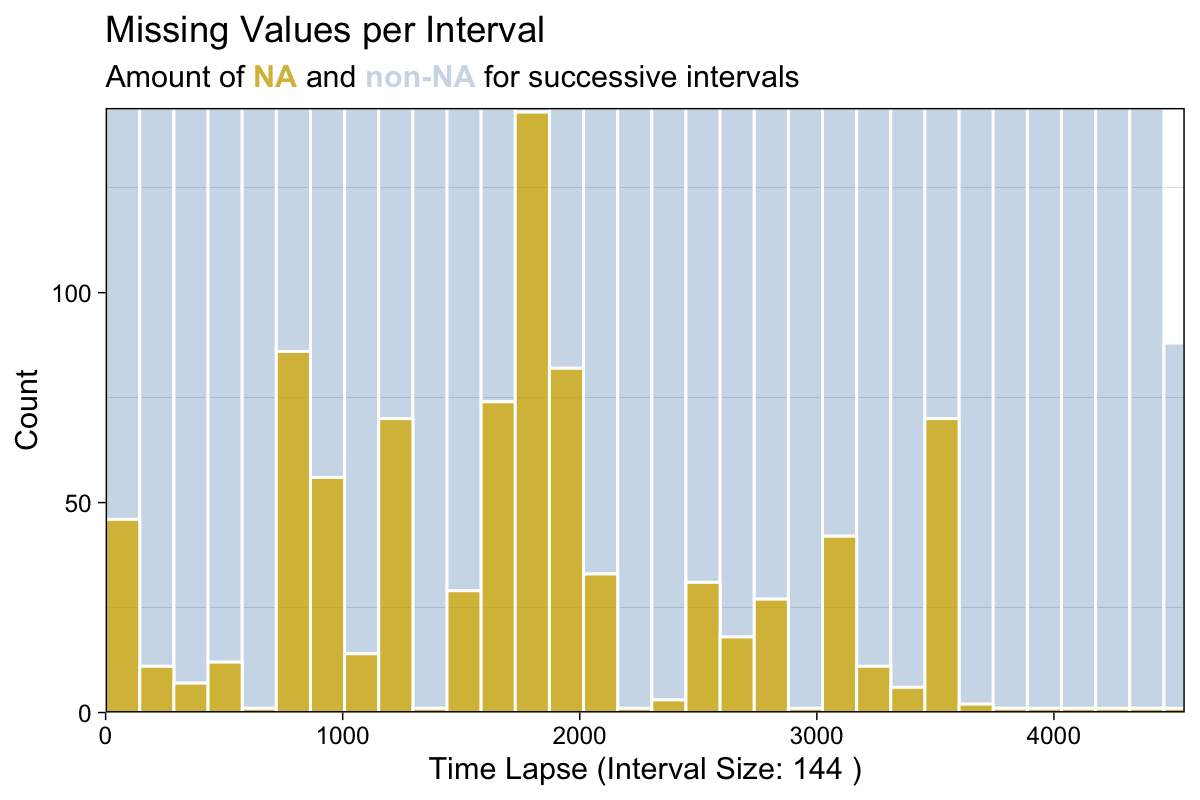 Missing Values per Interval
Amount of NA and non-NA for successive intervals
100
50
0
Count
0 1000 2000 3000 4000
Time Lapse (Interval Size: 144 )